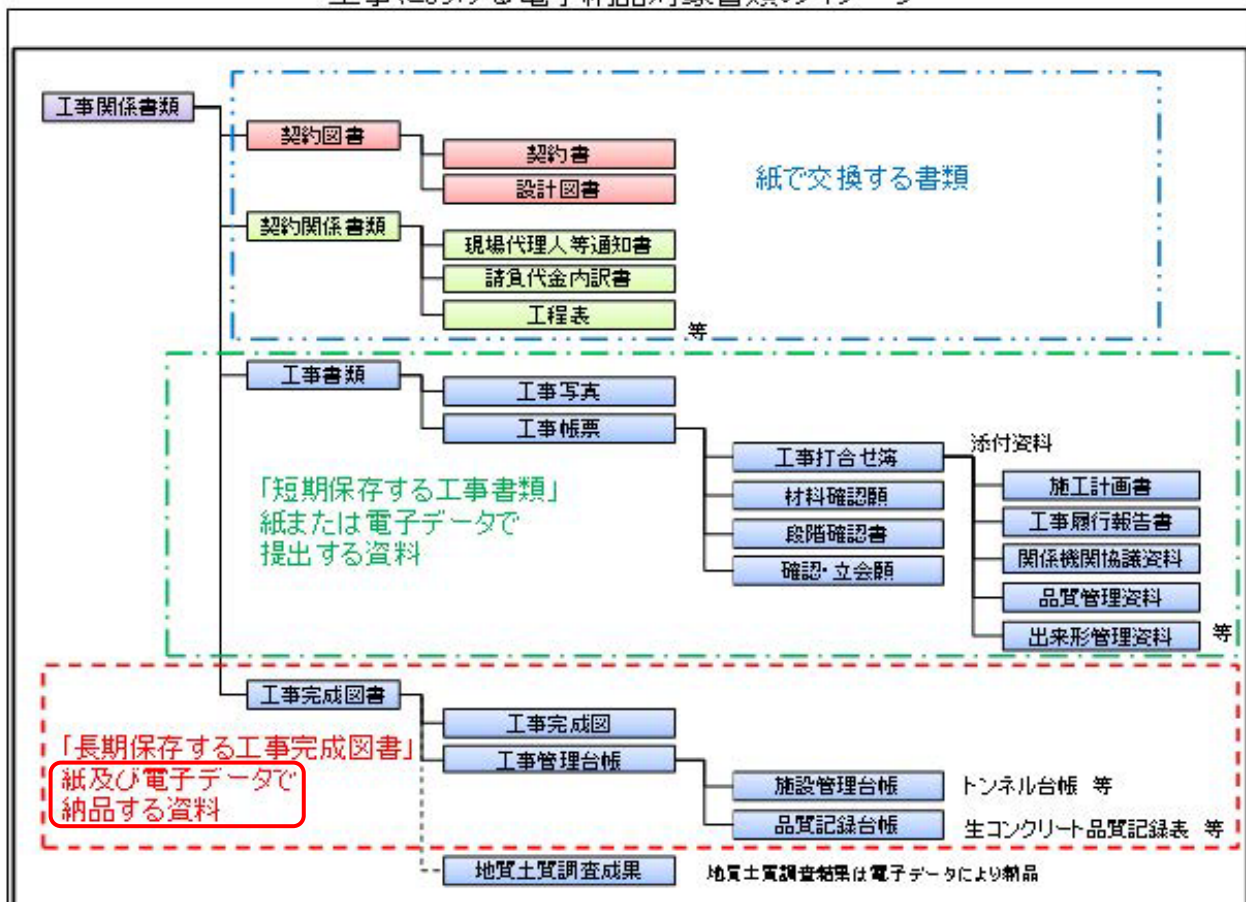 工事関係書類
契約図書
契約書
設計図書
紙で交換する書類
契約関係書類
現場代理人等通知書
請負代金内訳書
工程表
等
工事書類
工事写真
工事帳票
工事打合せ簿
添付資料
材料確認願
段階確認書
確認・立会願
施工計画書
工事履行報告書
関係機関協議資料
品質管理資料
出来形管理資料
等
「短期保存する工事書類」
紙または電子データで
提出する資料
工事完成図書
工事完成図
工事管理台帳
「長期保存する工事完成図書」
紙及び電子データで
納品する資料
施設管理台帳
トンネル台帳 等
品質記録台帳
生コンクリート品質記録表 等
地質土質調査成果
地質土質調査結果は電子データにより納品